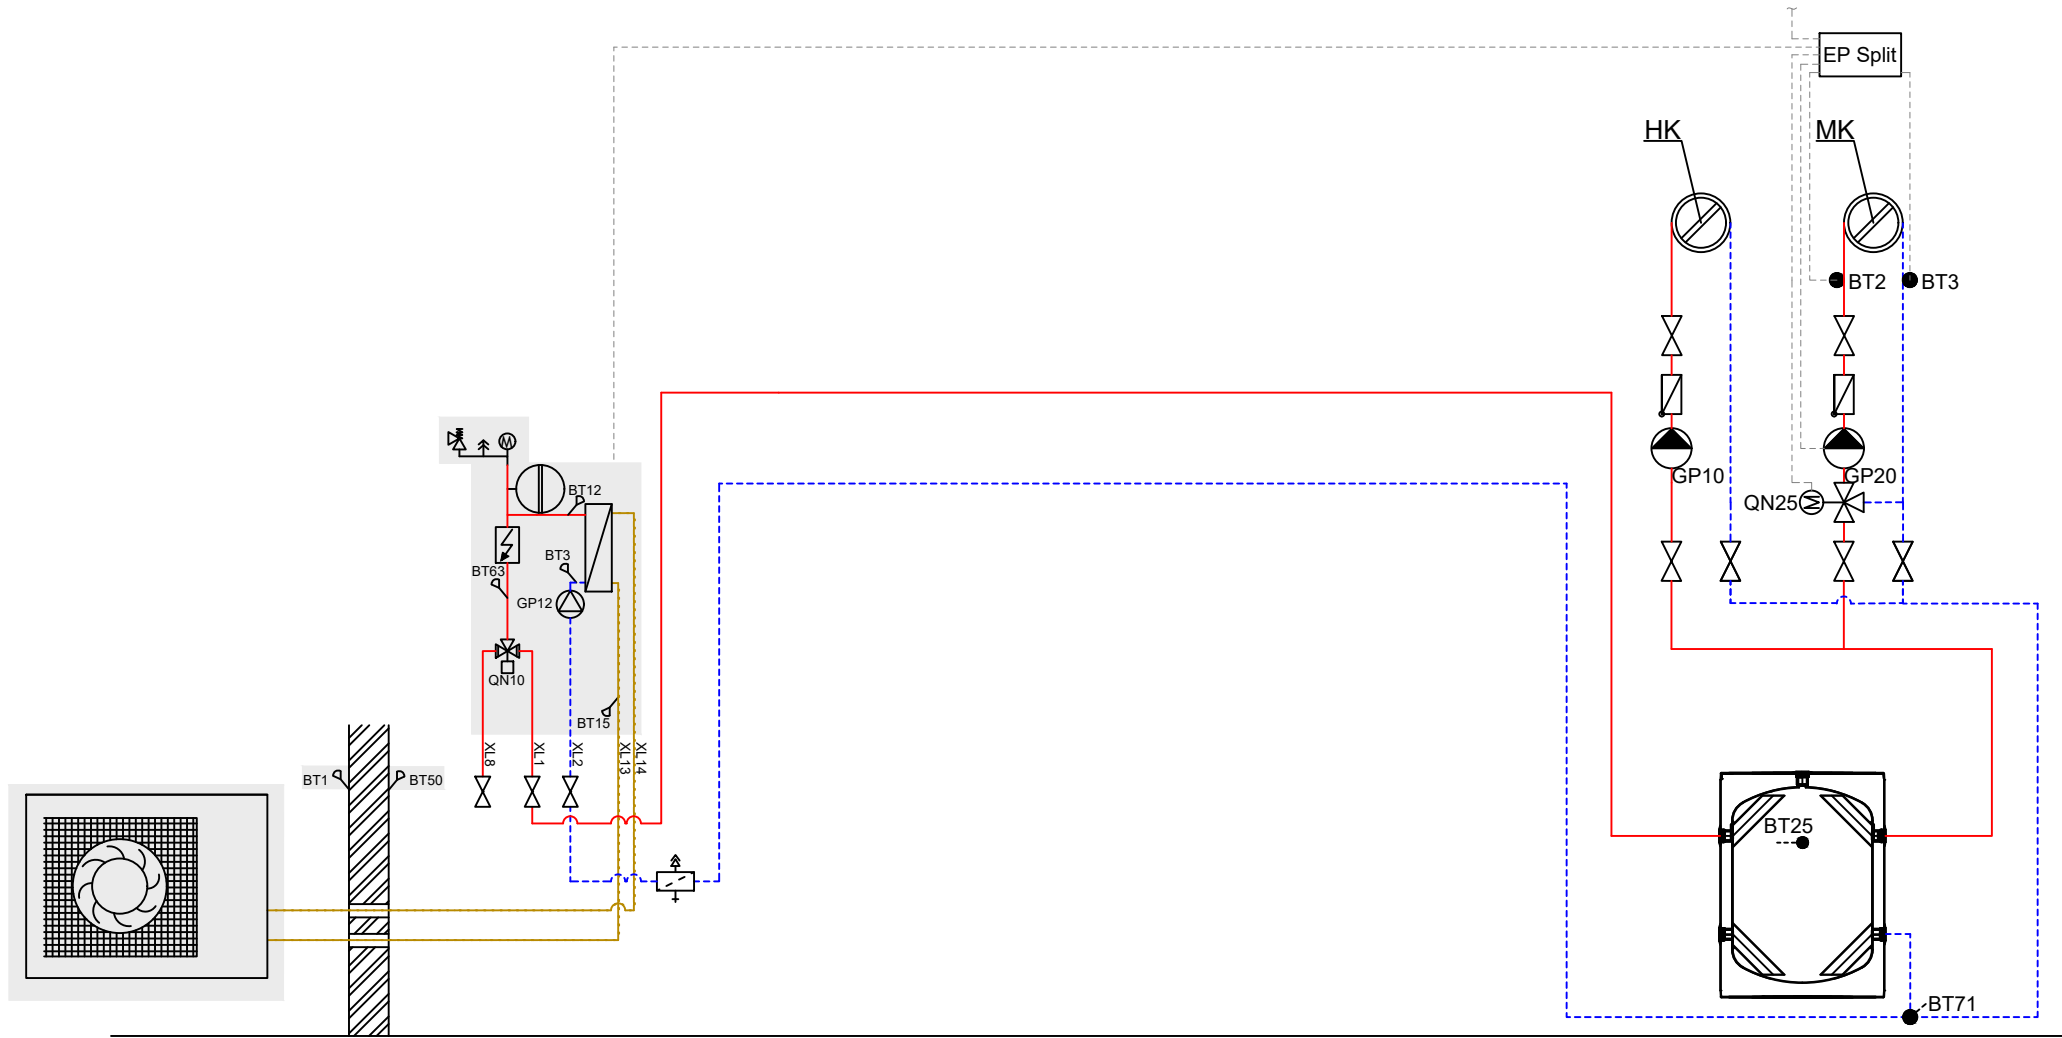 EP Split
HK
MK
BT2
BT3
GP10
GP20
QN25
BT12
BT3
BT63
GP12
QN10
BT15
XL8
XL1
XL2
XL13
XL14
BT1
BT50
BT25
BT71